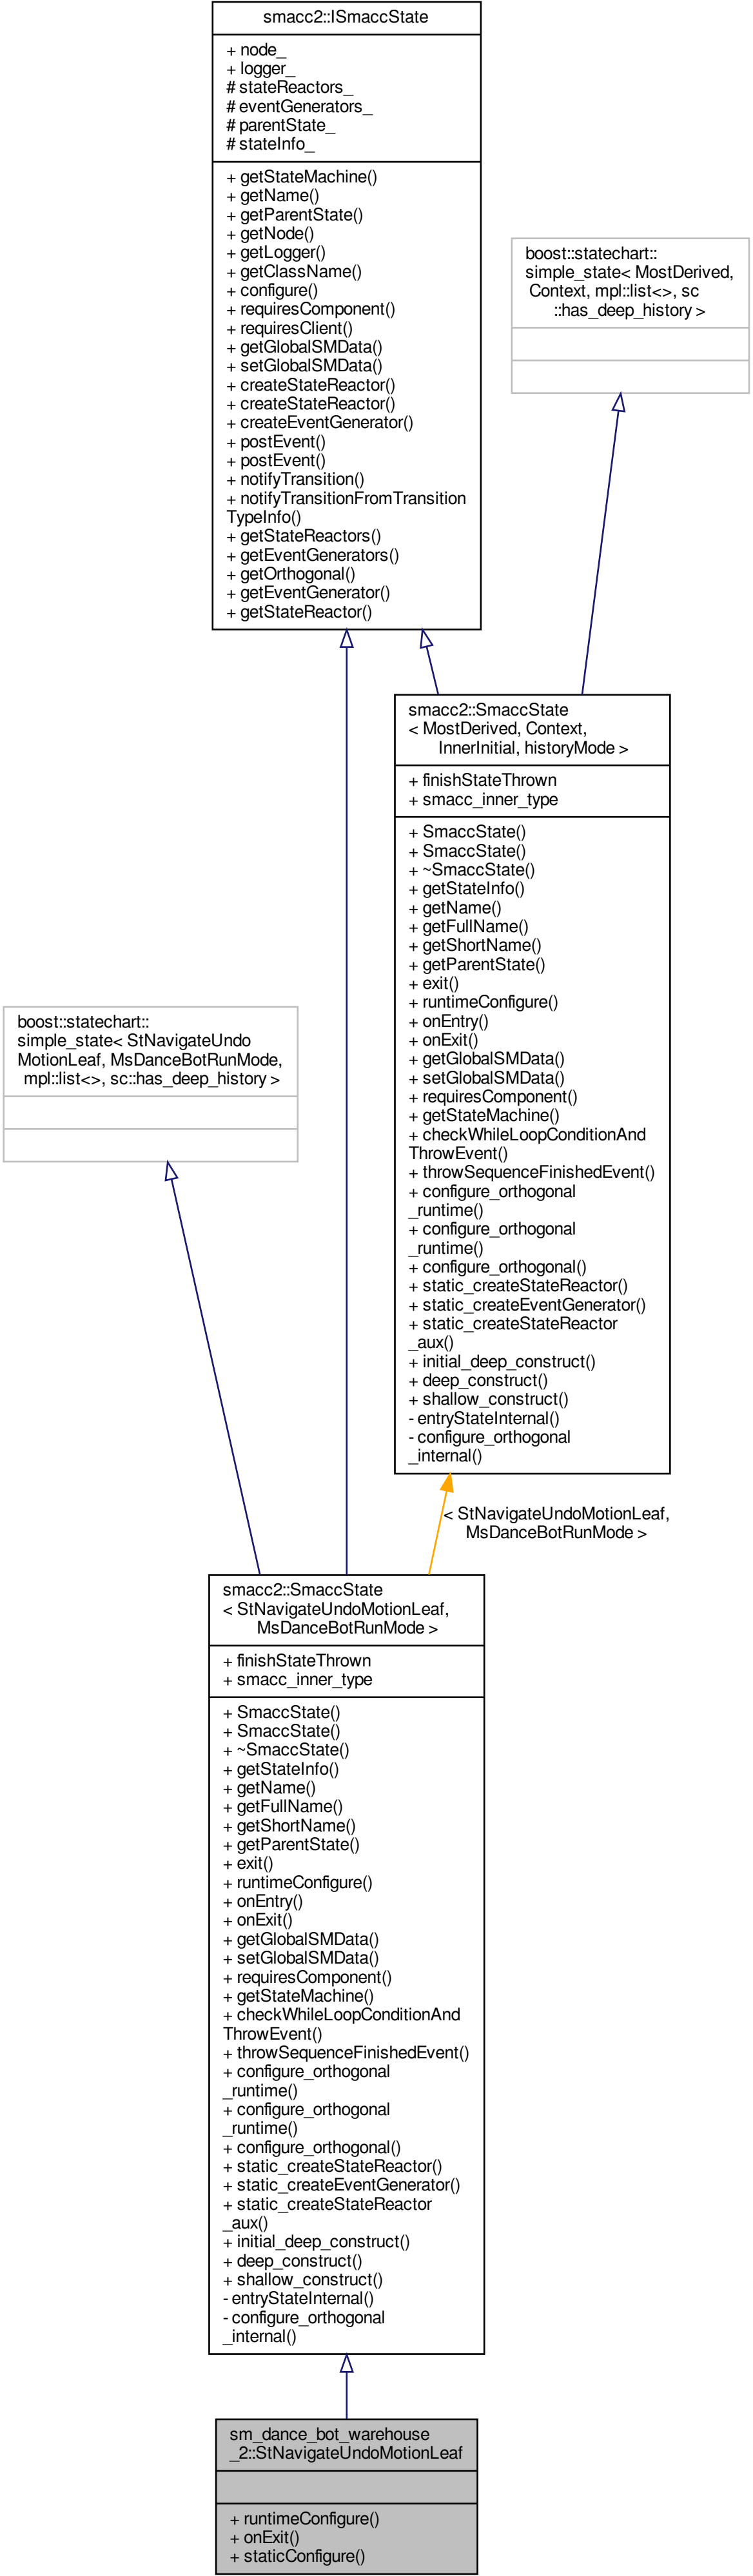 smacc2::ISmaccState
+ node_
+ logger_
# stateReactors_
# eventGenerators_
# parentState_
# stateInfo_
+ getStateMachine()
+ getName()
+ getParentState()
+ getNode()
+ getLogger()
+ getClassName()
+ configure()
+ requiresComponent()
+ requiresClient()
+ getGlobalSMData()
+ setGlobalSMData()
+ createStateReactor()
+ createStateReactor()
+ createEventGenerator()
+ postEvent()
+ postEvent()
+ notifyTransition()
+ notifyTransitionFromTransition
TypeInfo()
+ getStateReactors()
+ getEventGenerators()
+ getOrthogonal()
+ getEventGenerator()
+ getStateReactor()
boost::statechart::
simple_state< MostDerived,
Context, mpl::list<>, sc
::has_deep_history >
smacc2::SmaccState
< MostDerived, Context,
InnerInitial, historyMode >
+ finishStateThrown
+ smacc_inner_type
+ SmaccState()
+ SmaccState()
+ ~SmaccState()
+ getStateInfo()
+ getName()
+ getFullName()
+ getShortName()
+ getParentState()
+ exit()
+ runtimeConfigure()
+ onEntry()
+ onExit()
+ getGlobalSMData()
+ setGlobalSMData()
+ requiresComponent()
+ getStateMachine()
+ checkWhileLoopConditionAnd
ThrowEvent()
+ throwSequenceFinishedEvent()
+ configure_orthogonal
_runtime()
+ configure_orthogonal
_runtime()
+ configure_orthogonal()
+ static_createStateReactor()
+ static_createEventGenerator()
+ static_createStateReactor
_aux()
+ initial_deep_construct()
+ deep_construct()
+ shallow_construct()
- entryStateInternal()
- configure_orthogonal
_internal()
boost::statechart::
simple_state< StNavigateUndo
MotionLeaf, MsDanceBotRunMode,
mpl::list<>, sc::has_deep_history >
< StNavigateUndoMotionLeaf,
MsDanceBotRunMode >
smacc2::SmaccState
< StNavigateUndoMotionLeaf,
MsDanceBotRunMode >
+ finishStateThrown
+ smacc_inner_type
+ SmaccState()
+ SmaccState()
+ ~SmaccState()
+ getStateInfo()
+ getName()
+ getFullName()
+ getShortName()
+ getParentState()
+ exit()
+ runtimeConfigure()
+ onEntry()
+ onExit()
+ getGlobalSMData()
+ setGlobalSMData()
+ requiresComponent()
+ getStateMachine()
+ checkWhileLoopConditionAnd
ThrowEvent()
+ throwSequenceFinishedEvent()
+ configure_orthogonal
_runtime()
+ configure_orthogonal
_runtime()
+ configure_orthogonal()
+ static_createStateReactor()
+ static_createEventGenerator()
+ static_createStateReactor
_aux()
+ initial_deep_construct()
+ deep_construct()
+ shallow_construct()
- entryStateInternal()
- configure_orthogonal
_internal()
sm_dance_bot_warehouse
_2::StNavigateUndoMotionLeaf
+ runtimeConfigure()
+ onExit()
+ staticConfigure()